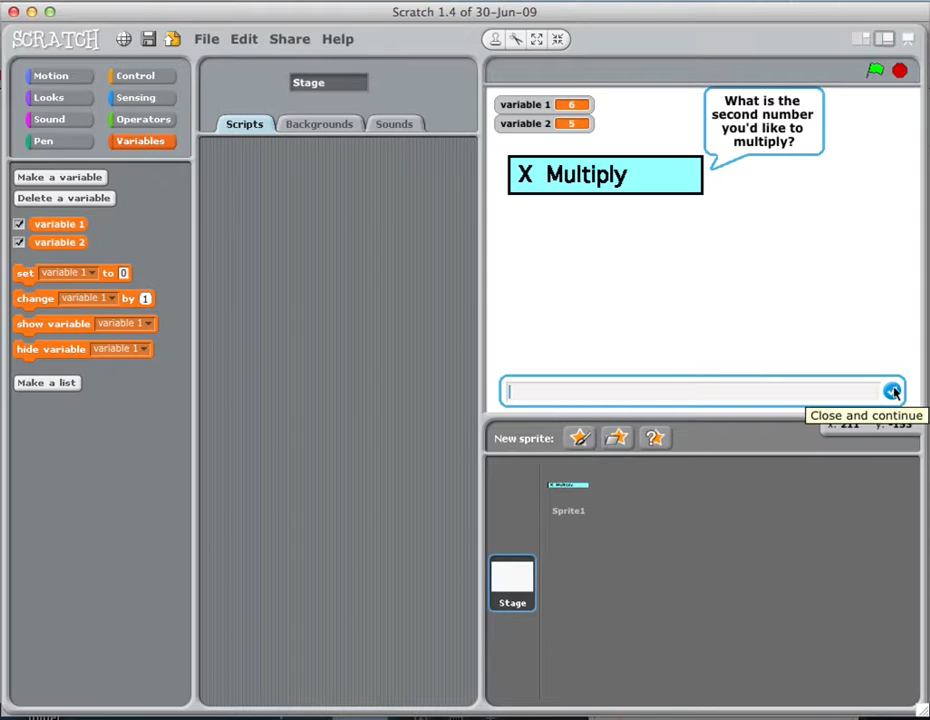 Scratch 1.4 of 30-Jun-09
SCRATCH
File Edit Share Help
Motion Control
Looks Sensing
Sound Operators
Pen Variables
Make a variable
Delete a variable
variable 1
variable 2
set variable 1 to 0
change variable 1 by 1
show variable variable 1
hide variable variable 1
Make a list
Stage
Scripts Backgrounds Sounds
variable 1 6
variable 2 5
What is the
second number
you'd like to
multiply?
X Multiply
Close and continue
New sprite:
X Multiply
Sprite1
Stage